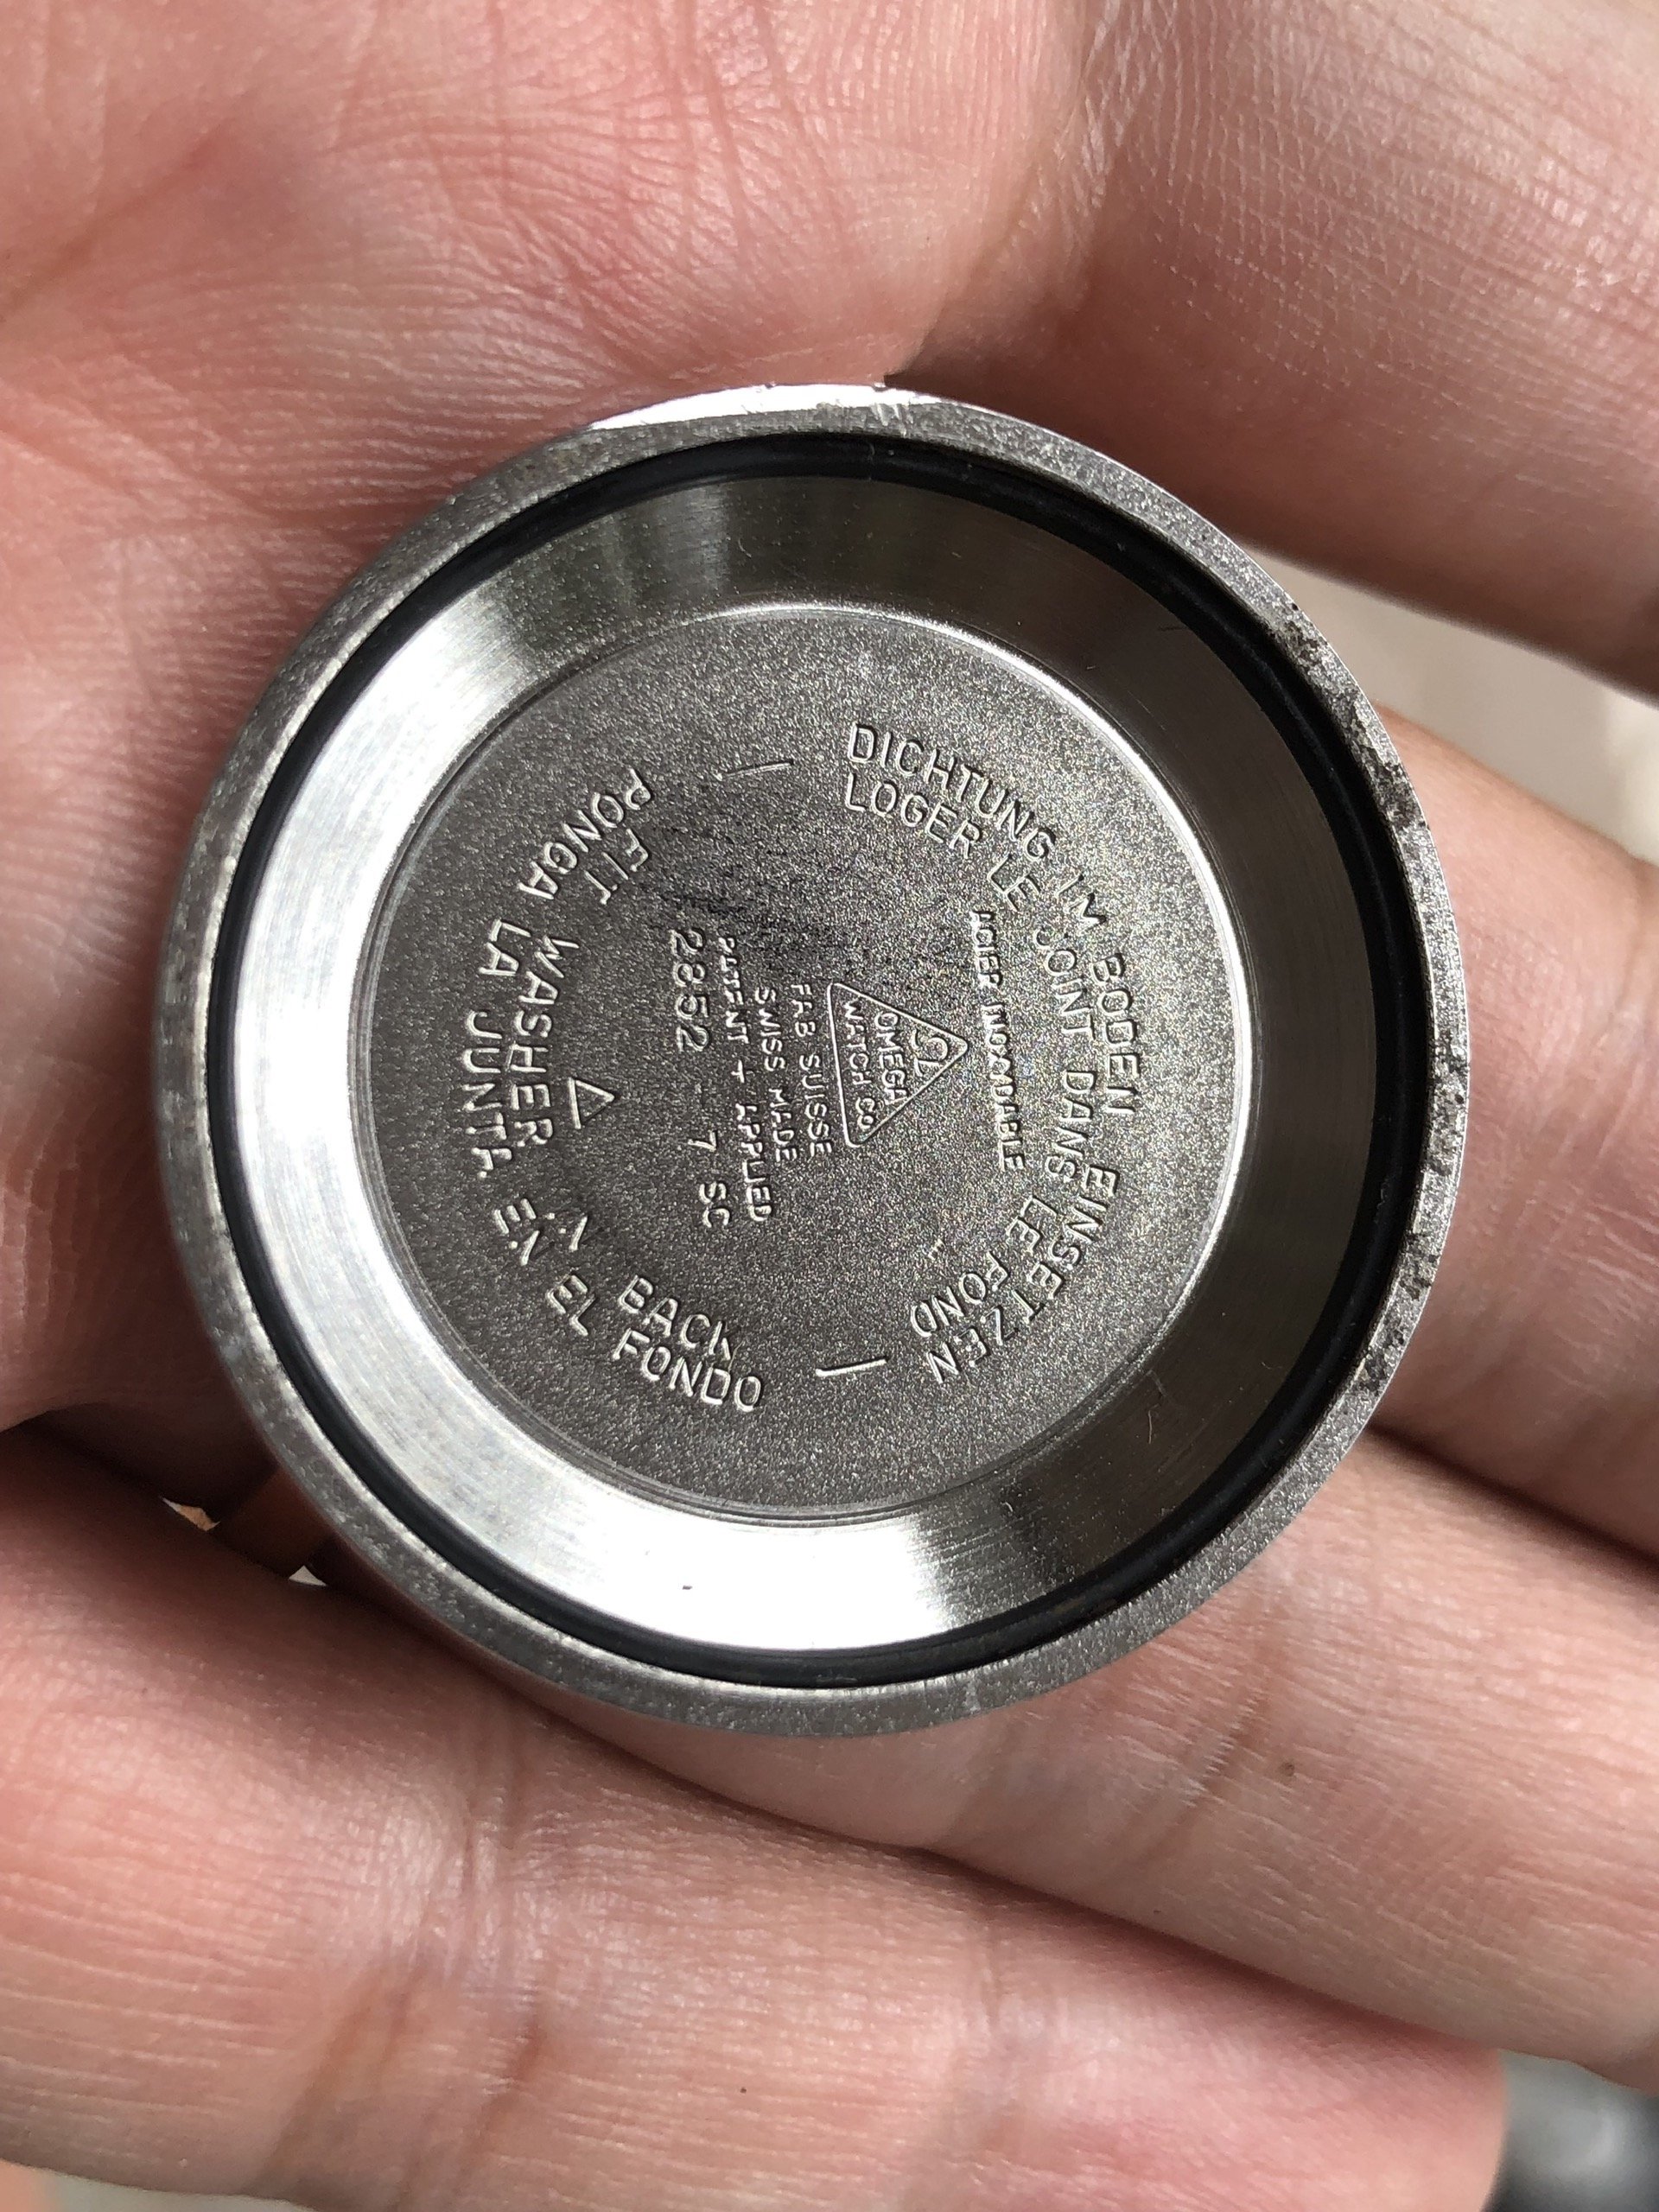 DICHTUNG IM BODEN EINSETZEN
LOGER LE JOINT DANS LE FOND
ACIER INOXYDABLE
Ω
OMEGA
WATCH CO
FAB. SUISSE
SWISS MADE
PATENT + APPLIED
2852 - 7 SC
FIT WASHER IN BACK
PONGA LA JUNTA EN EL FONDO